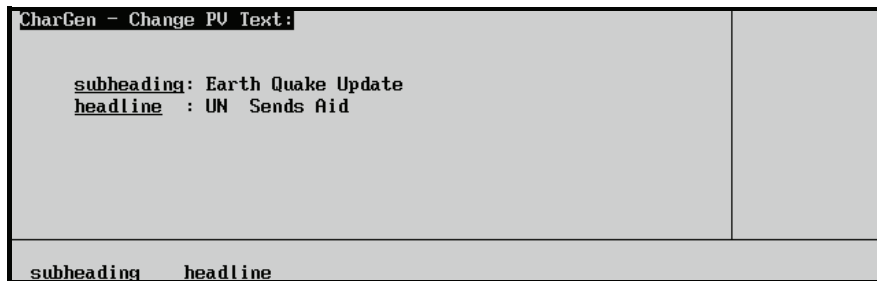 CharGen - Change PV Text:
subheading: Earth Quake Update
headline : UN  Sends Aid
subheading headline